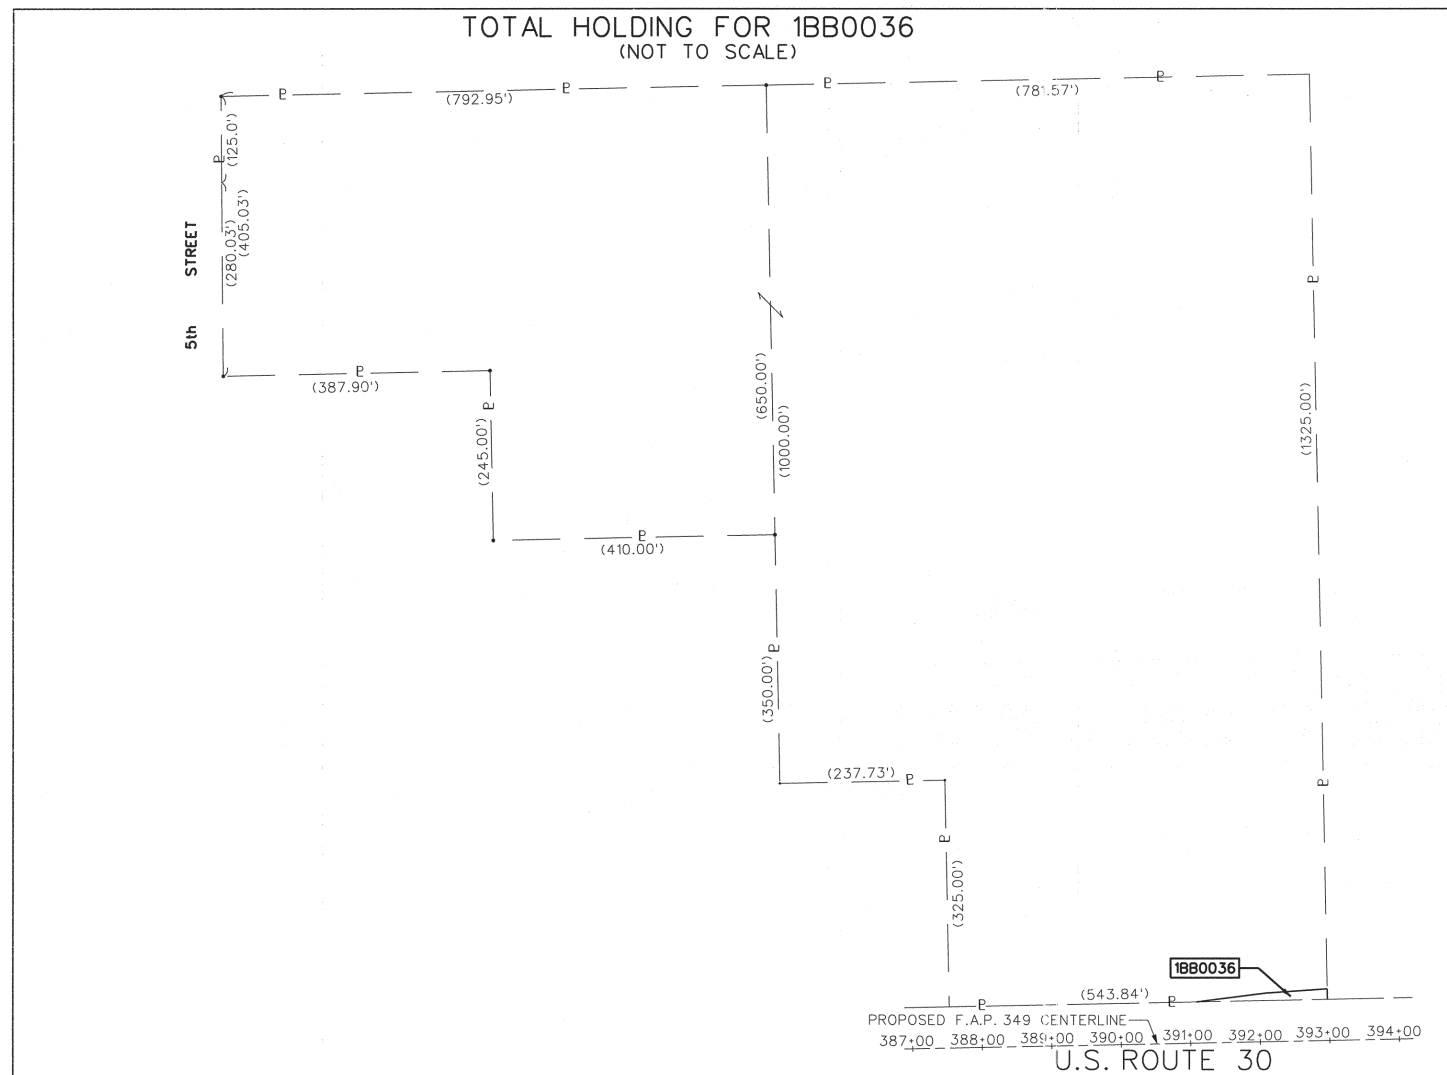 TOTAL HOLDING FOR 1BB0036
(NOT TO SCALE)
P
(792.95')
P
P
(781.57')
P
(125.0')
P
(280.03')
(405.03')
5th STREET
P
(387.90')
P
(245.00')
P
(410.00')
(650.00')
(1000.00')
P
(1325.00')
P
(350.00')
(237.73')
P
P
P
(325.00')
1BB0036
P
(543.84')
P
PROPOSED F.A.P. 349 CENTERLINE
387+00 388+00 389+00 390+00 391+00 392+00 393+00 394+00
U.S. ROUTE 30